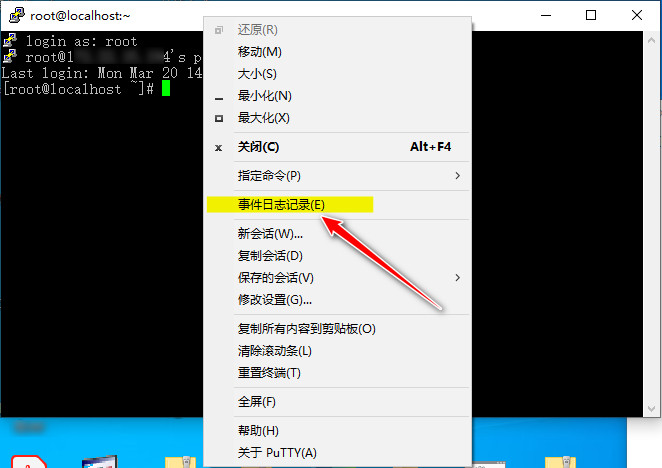 root@localhost:~
login as: root
root@1 4's p
Last login: Mon Mar 20 14
[root@localhost ~]#
还原(R)
移动(M)
大小(S)
最小化(N)
最大化(X)
关闭(C) Alt+F4
指定命令(P)
事件日志记录(E)
新会话(W)...
复制会话(D)
保存的会话(V)
修改设置(G)...
复制所有内容到剪贴板(O)
清除滚动条(L)
重置终端(T)
全屏(F)
帮助(H)
关于 PuTTY(A)